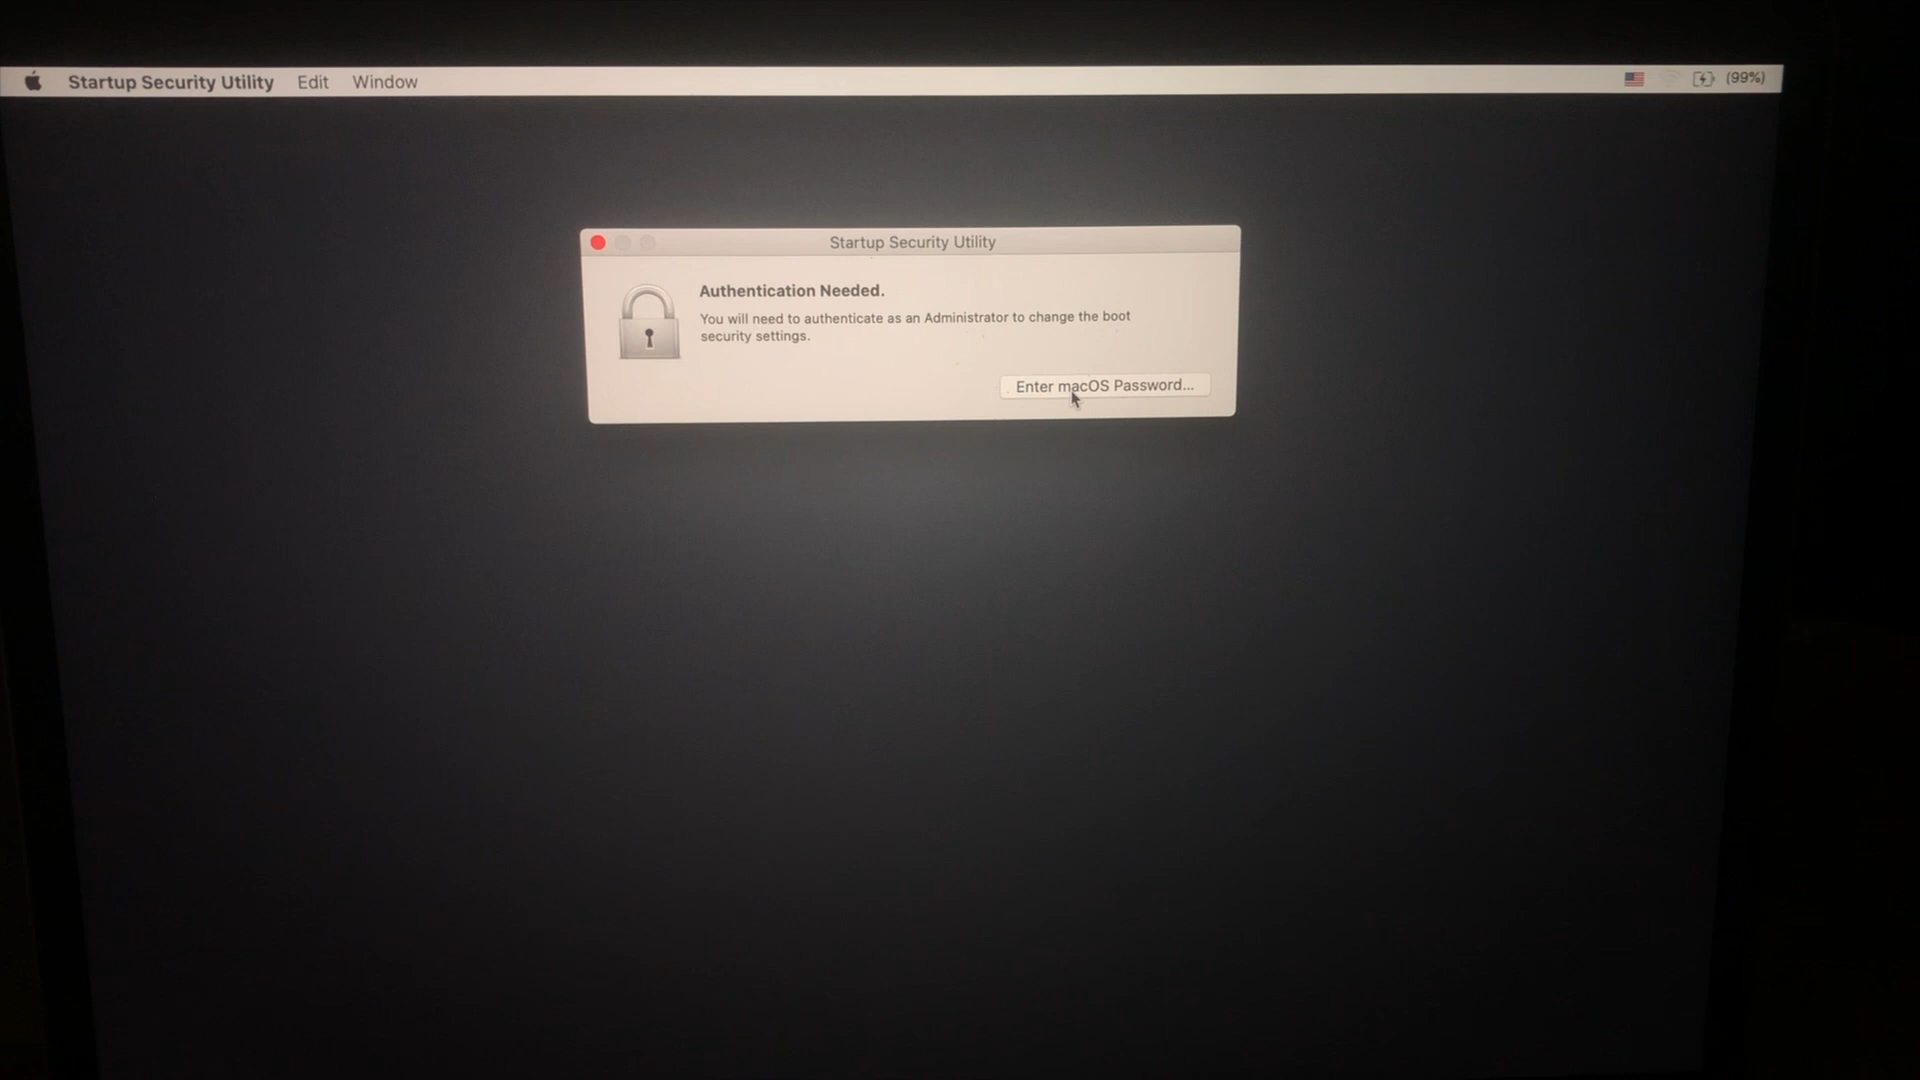 Startup Security Utility Edit Window (99%)
Startup Security Utility
Authentication Needed.
You will need to authenticate as an Administrator to change the boot
security settings.
Enter macOS Password...